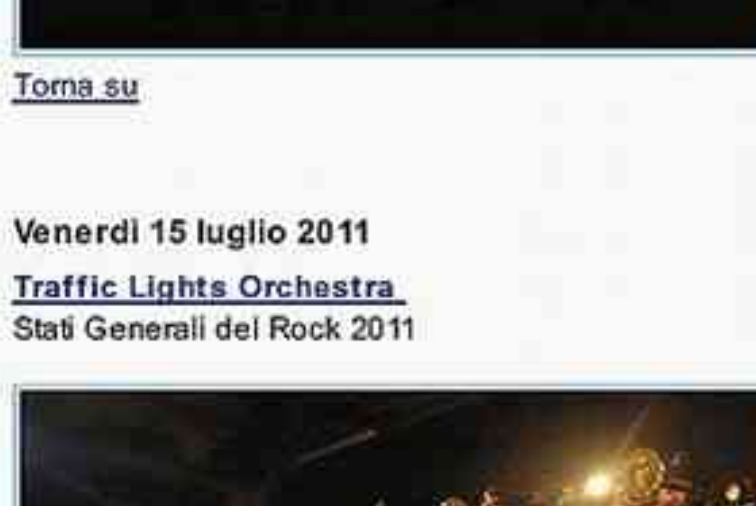 Torna su
Venerdì 15 luglio 2011
Traffic Lights Orchestra
Stati Generali del Rock 2011